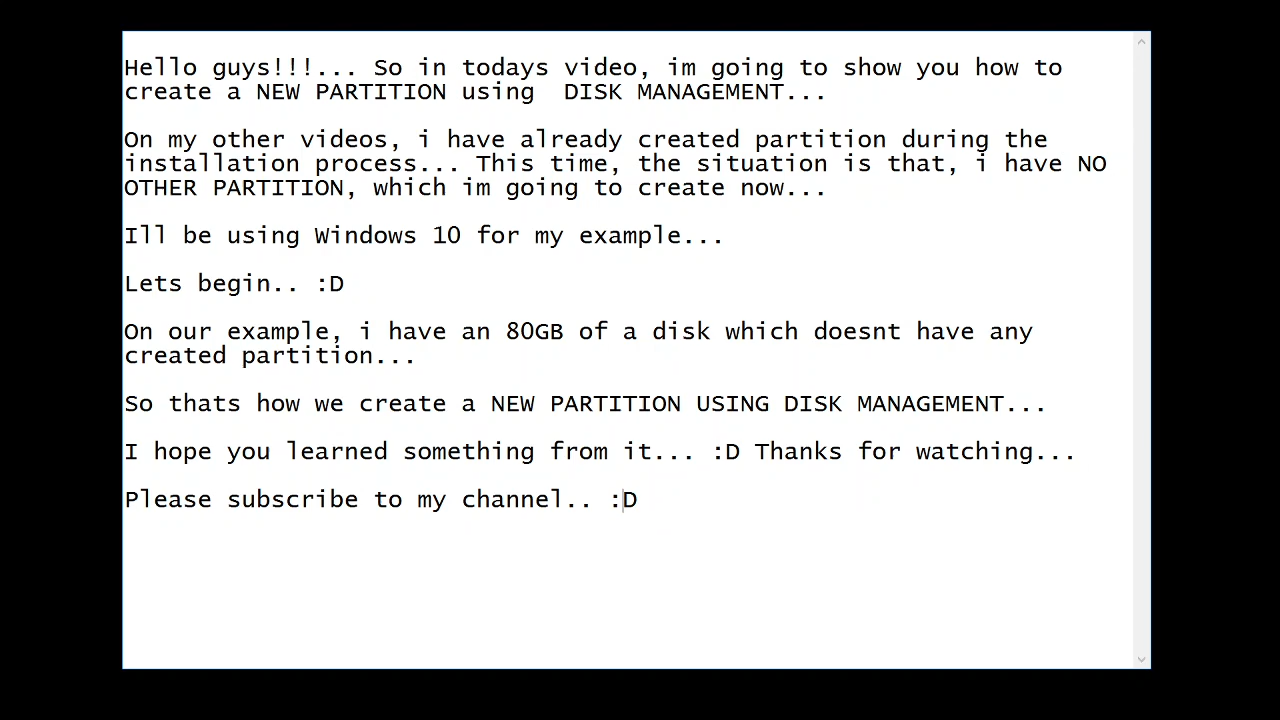 Hello guys!!!... So in todays video, im going to show you how to
create a NEW PARTITION using  DISK MANAGEMENT...
On my other videos, i have already created partition during the
installation process... This time, the situation is that, i have NO
OTHER PARTITION, which im going to create now...
Ill be using Windows 10 for my example...
Lets begin.. :D
On our example, i have an 80GB of a disk which doesnt have any
created partition...
So thats how we create a NEW PARTITION USING DISK MANAGEMENT...
I hope you learned something from it... :D Thanks for watching...
Please subscribe to my channel.. :D